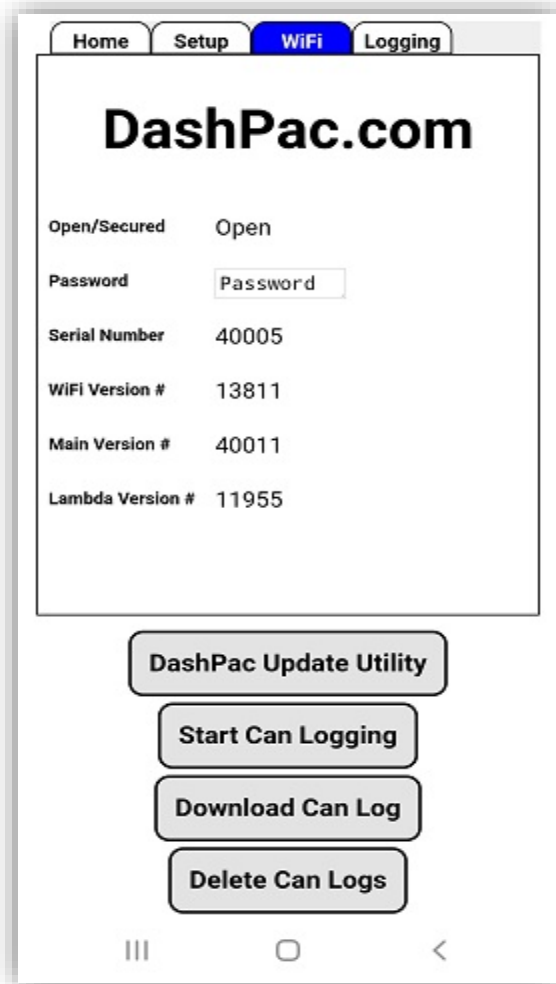 Home Setup WiFi Logging
DashPac.com
Open/Secured Open
Password Password
Serial Number 40005
WiFi Version # 13811
Main Version # 40011
Lambda Version # 11955
DashPac Update Utility
Start Can Logging
Download Can Log
Delete Can Logs